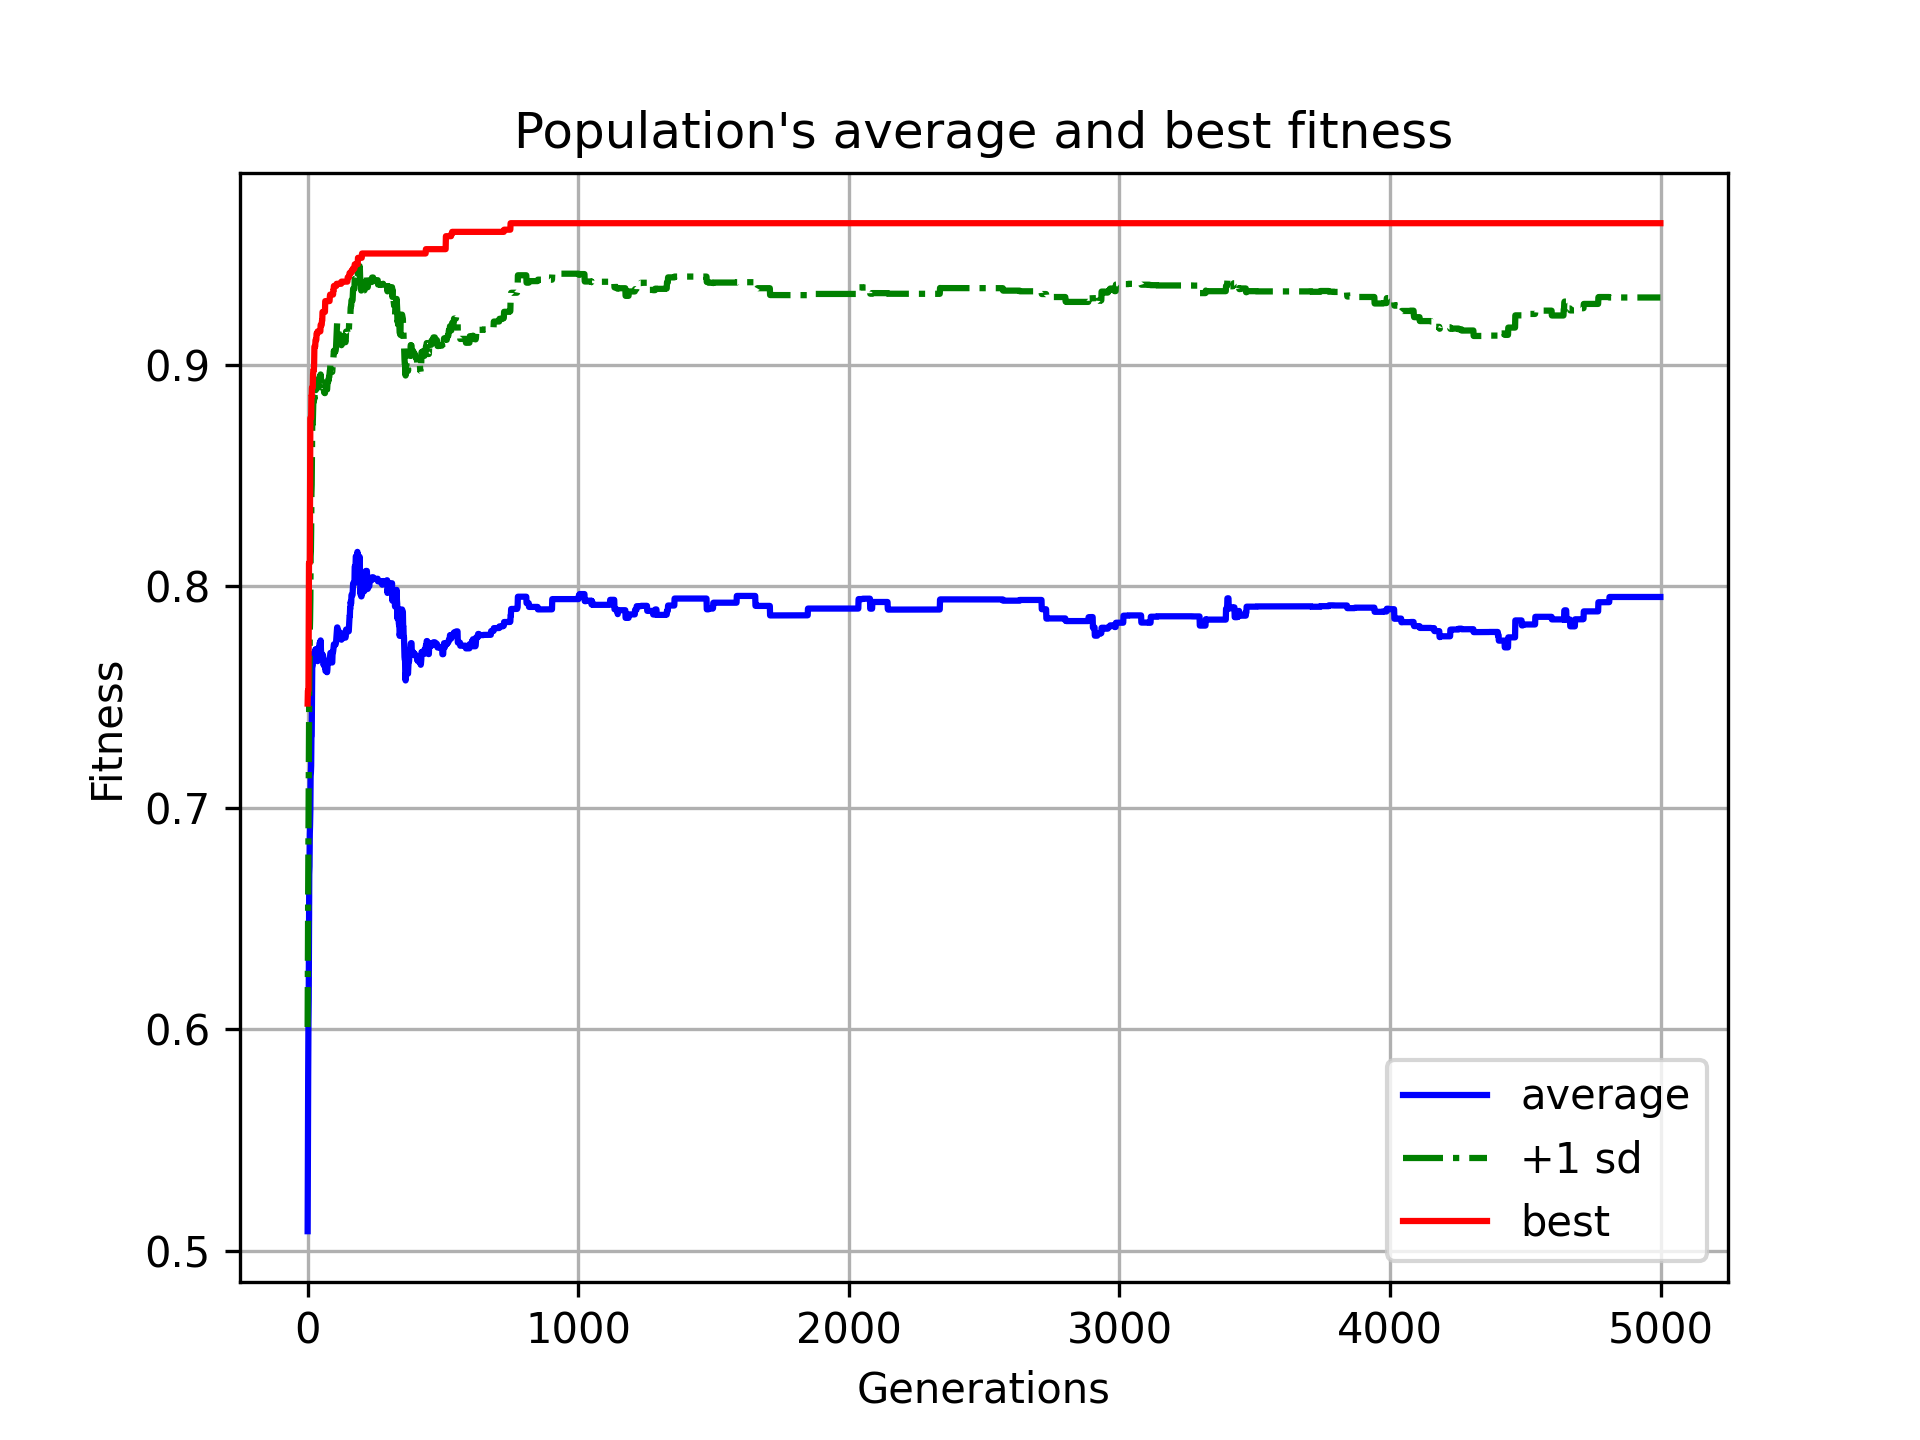 Population's average and best fitness
Fitness
0.9
0.8
0.7
0.6
0.5
average
+1 sd
best
0 1000 2000 3000 4000 5000
Generations